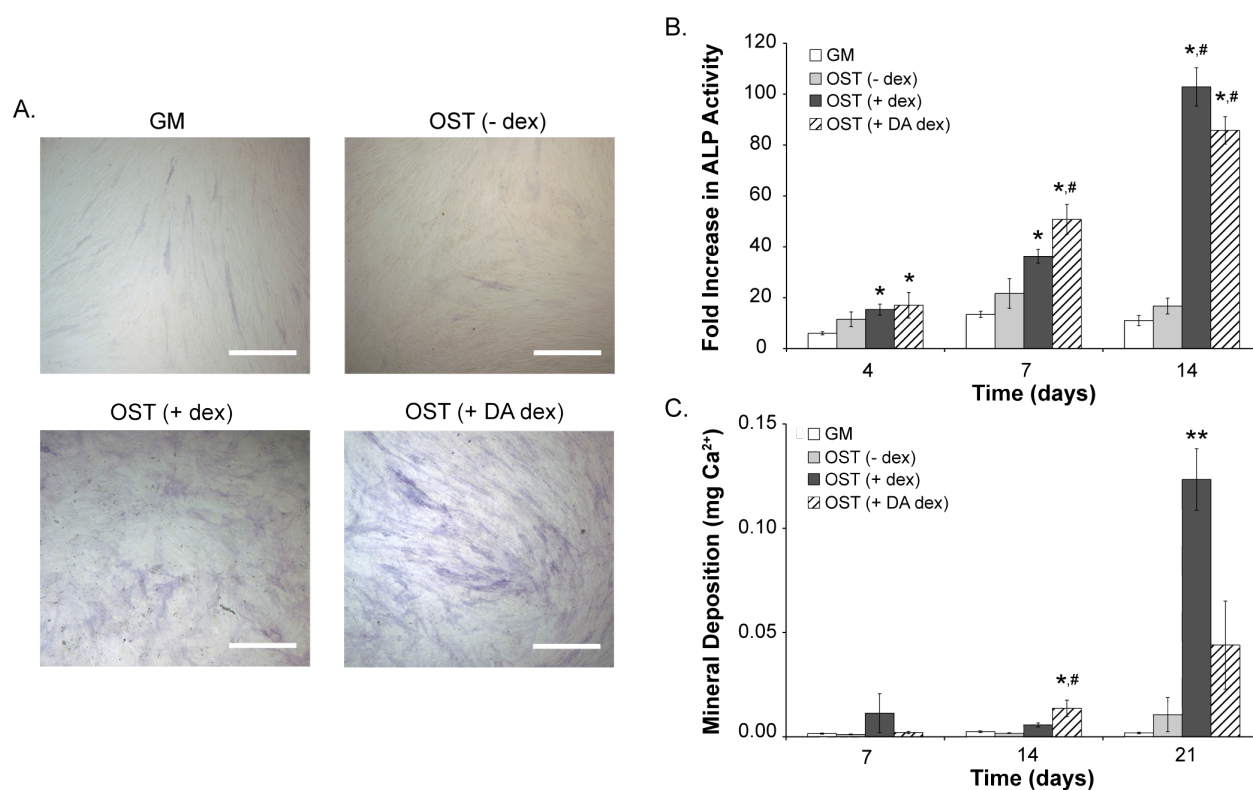 A.
GM
OST (- dex)
OST (+ dex)
OST (+ DA dex)
B.
Fold Increase in ALP Activity
120
100
80
60
40
20
0
GM
OST (- dex)
OST (+ dex)
OST (+ DA dex)
* *
* *,#
*,# *,#
4 7 14
Time (days)
C.
Mineral Deposition (mg Ca²⁺)
0.15
0.10
0.05
0.00
GM
OST (- dex)
OST (+ dex)
OST (+ DA dex)
*,#
**
7 14 21
Time (days)